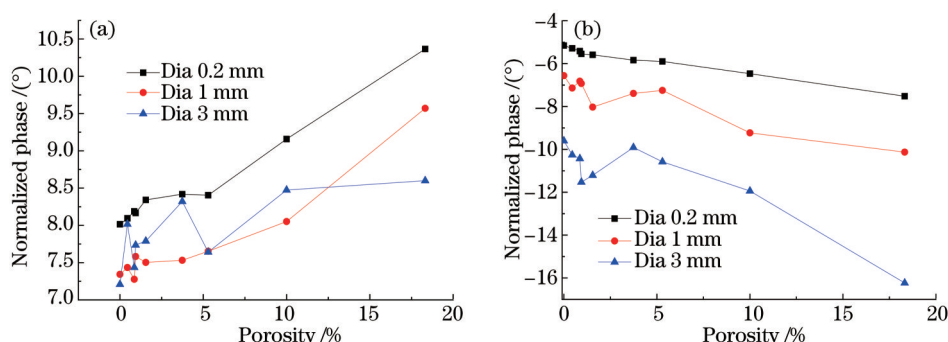 (a)
Normalized phase /(°)
10.5
10.0
9.5
9.0
8.5
8.0
7.5
7.0
Dia 0.2 mm
Dia 1 mm
Dia 3 mm
0 5 10 15 20
Porosity /%
(b)
Normalized phase /(°)
-4
-6
-8
-10
-12
-14
-16
Dia 0.2 mm
Dia 1 mm
Dia 3 mm
0 5 10 15 20
Porosity /%